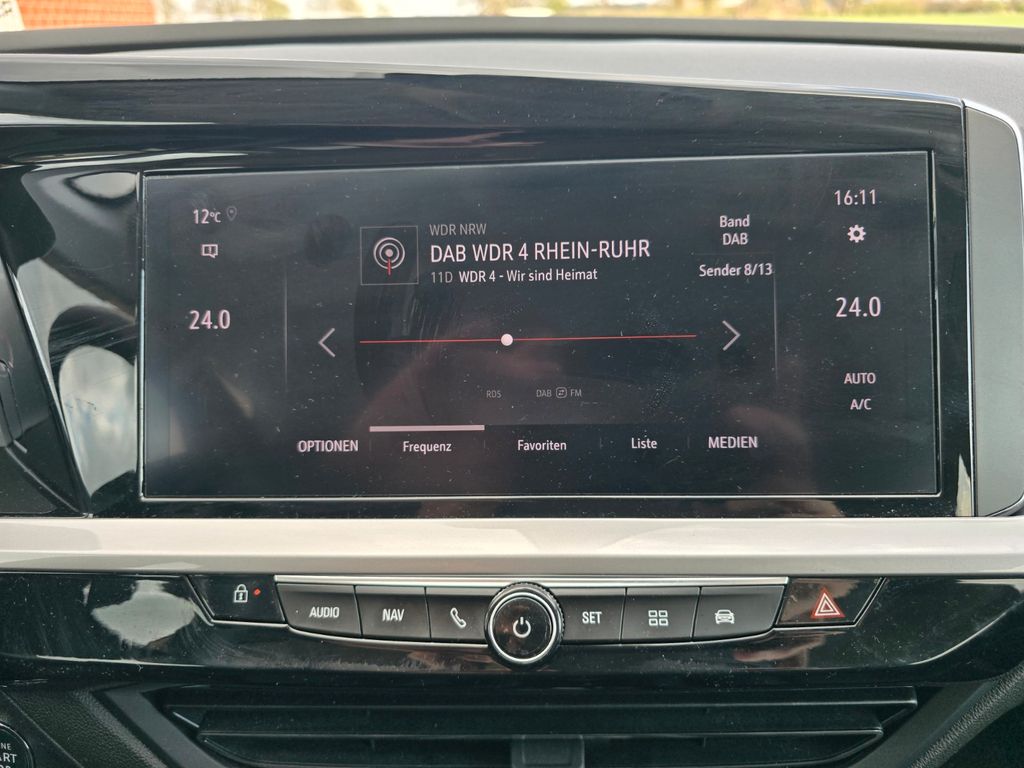 12°C
24.0
WDR NRW
DAB WDR 4 RHEIN-RUHR
11D WDR 4 - Wir sind Heimat
Band
DAB
Sender 8/13
16:11
24.0
AUTO
A/C
RDS DAB FM
OPTIONEN Frequenz Favoriten Liste MEDIEN
AUDIO NAV SET